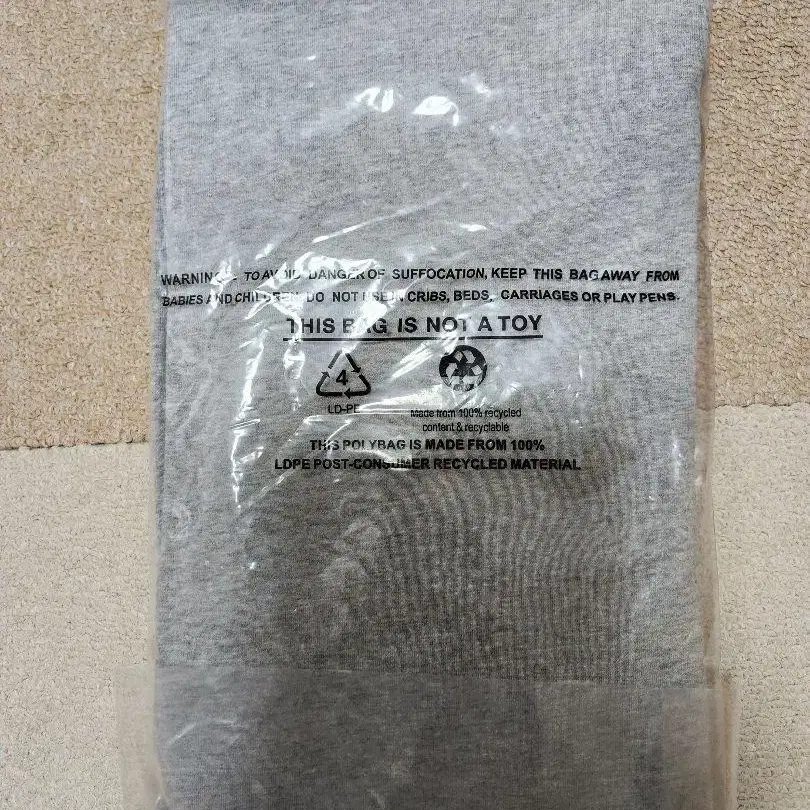 WARNING: TO AVOID DANGER OF SUFFOCATION, KEEP THIS BAG AWAY FROM
BABIES AND CHILDREN. DO NOT USE IN CRIBS, BEDS, CARRIAGES OR PLAY PENS.
THIS BAG IS NOT A TOY
4
LD-PE
Made from 100% recycled
content & recyclable
THIS POLYBAG IS MADE FROM 100%
LDPE POST-CONSUMER RECYCLED MATERIAL